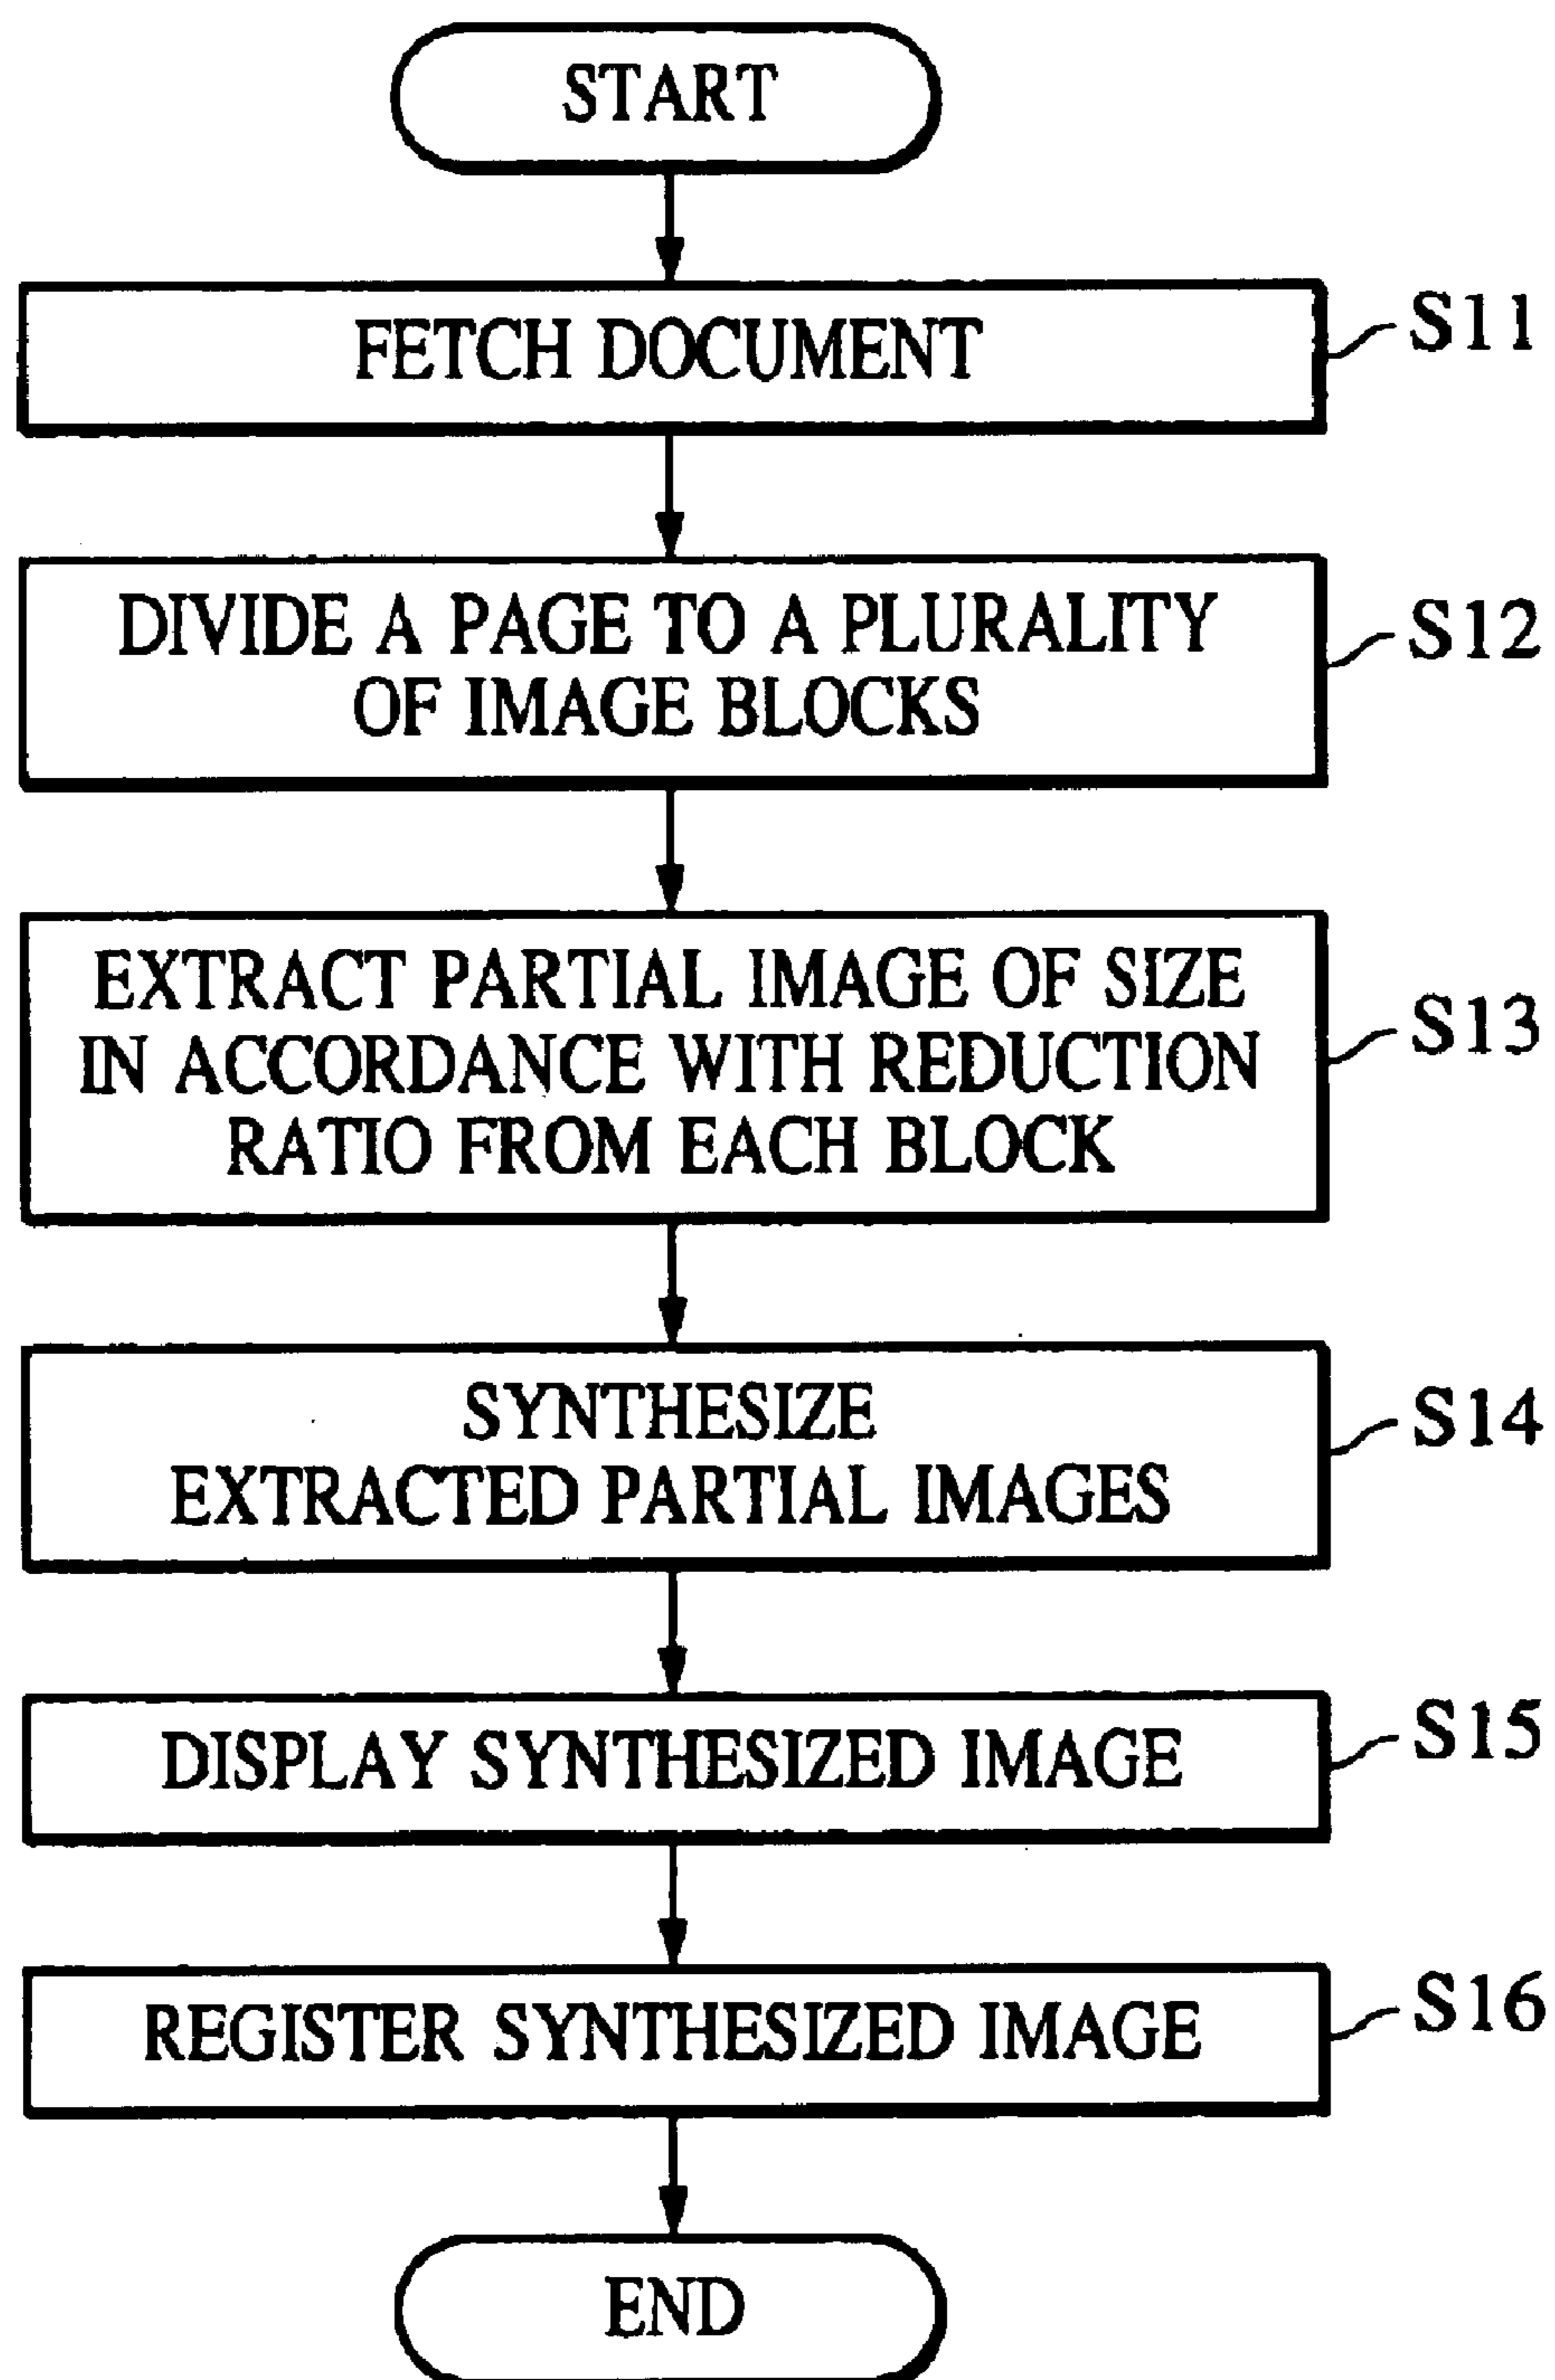 START
FETCH DOCUMENT
S11
DIVIDE A PAGE TO A PLURALITY
OF IMAGE BLOCKS
S12
EXTRACT PARTIAL IMAGE OF SIZE
IN ACCORDANCE WITH REDUCTION
RATIO FROM EACH BLOCK
S13
SYNTHESIZE
EXTRACTED PARTIAL IMAGES
S14
DISPLAY SYNTHESIZED IMAGE
S15
REGISTER SYNTHESIZED IMAGE
S16
END